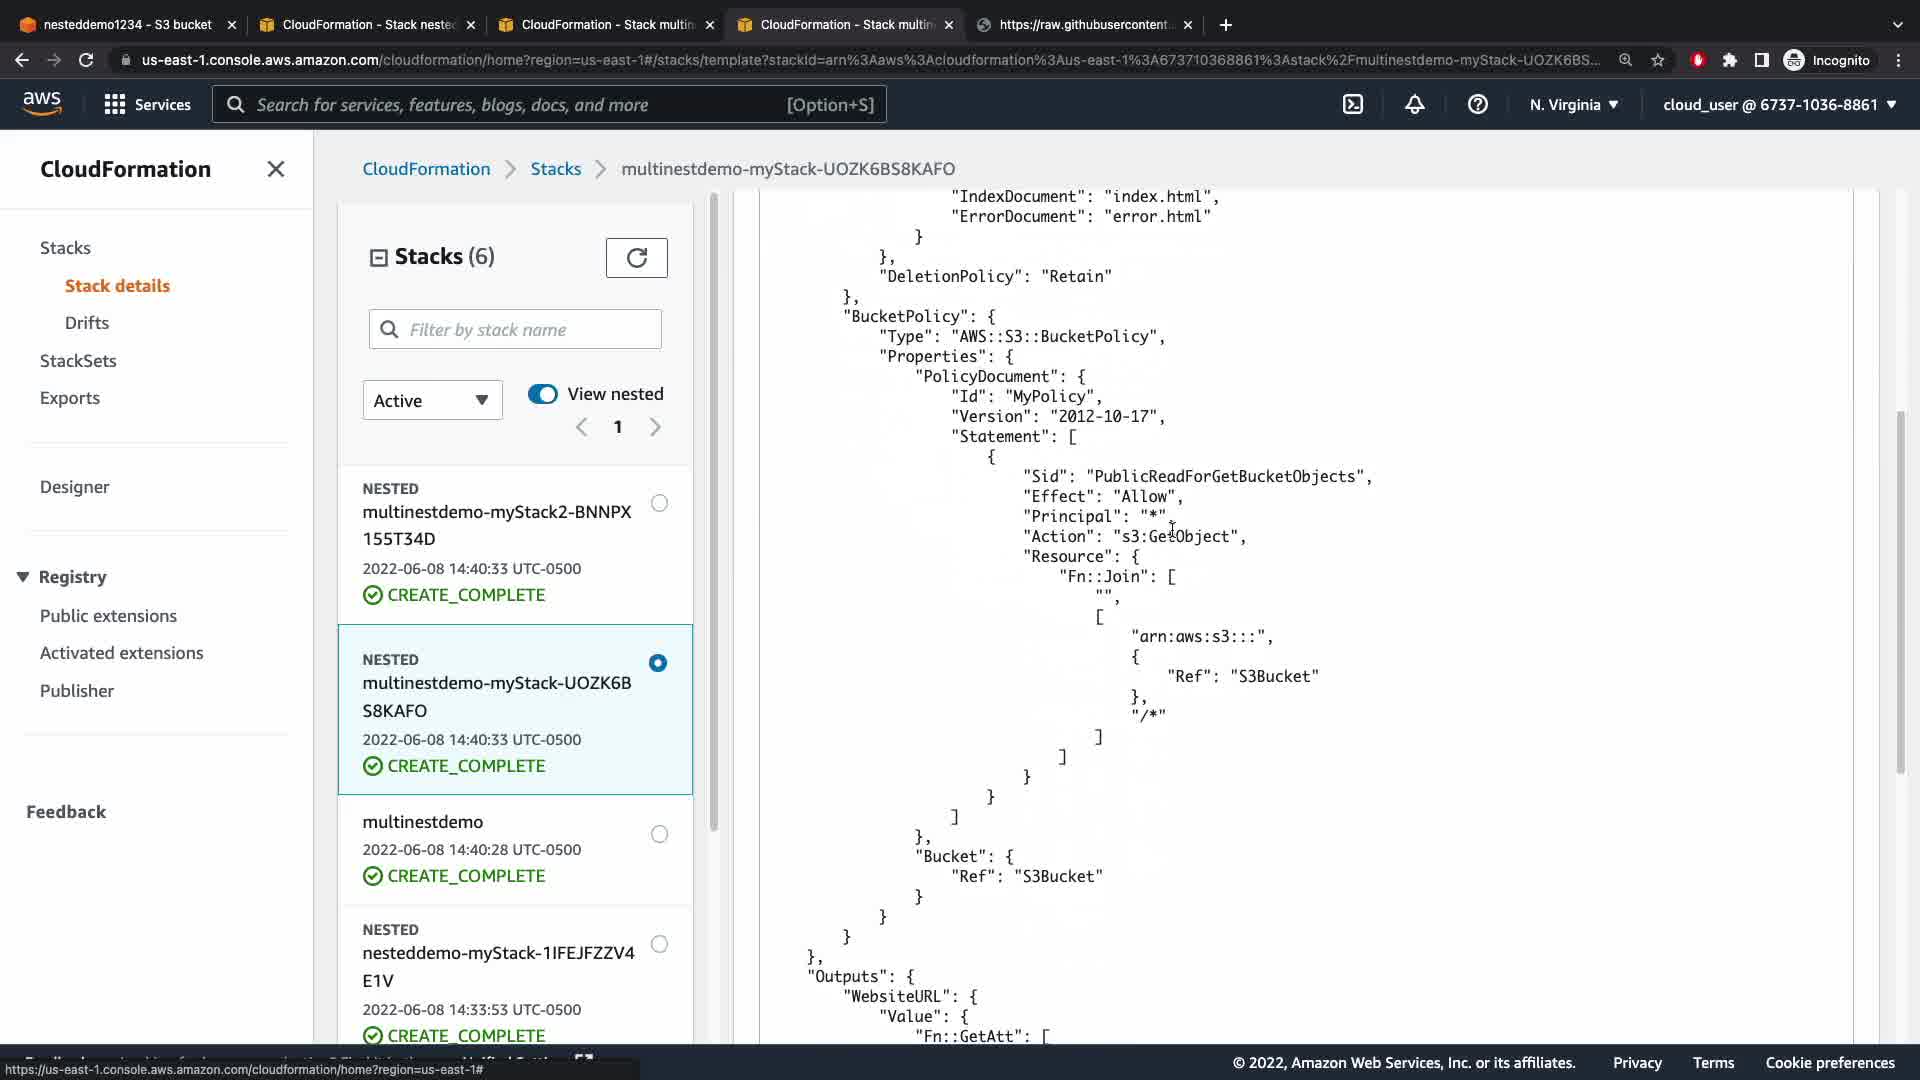 nesteddemo1234 - S3 bucket
CloudFormation - Stack neste
CloudFormation - Stack multin
CloudFormation - Stack multin
https://raw.githubusercontent.
us-east-1.console.aws.amazon.com/cloudformation/home?region=us-east-1#/stacks/template?stackId=arn%3Aaws%3Acloudformation%3Aus-east-1%3A673710368861%3Astack%2Fmultinestdemo-myStack-UOZK6BS...
Incognito
aws
Services
Search for services, features, blogs, docs, and more
[Option+S]
N. Virginia
cloud_user @ 6737-1036-8861
CloudFormation
Stacks
Stack details
Drifts
StackSets
Exports
Designer
Registry
Public extensions
Activated extensions
Publisher
Feedback
CloudFormation
Stacks
multinestdemo-myStack-UOZK6BS8KAFO
Stacks (6)
Filter by stack name
Active
View nested
1
NESTED
multinestdemo-myStack2-BNNPX
155T34D
2022-06-08 14:40:33 UTC-0500
CREATE_COMPLETE
NESTED
multinestdemo-myStack-UOZK6B
S8KAFO
2022-06-08 14:40:33 UTC-0500
CREATE_COMPLETE
multinestdemo
2022-06-08 14:40:28 UTC-0500
CREATE_COMPLETE
NESTED
nesteddemo-myStack-1IFEJFZZV4
E1V
2022-06-08 14:33:53 UTC-0500
CREATE_COMPLETE
"IndexDocument": "index.html",
"ErrorDocument": "error.html"
}
},
"DeletionPolicy": "Retain"
},
"BucketPolicy": {
"Type": "AWS::S3::BucketPolicy",
"Properties": {
"PolicyDocument": {
"Id": "MyPolicy",
"Version": "2012-10-17",
"Statement": [
{
"Sid": "PublicReadForGetBucketObjects",
"Effect": "Allow",
"Principal": "*",
"Action": "s3:GetObject",
"Resource": {
"Fn::Join": [
"",
[
"arn:aws:s3:::",
{
"Ref": "S3Bucket"
},
"/*"
]
]
}
}
]
},
"Bucket": {
"Ref": "S3Bucket"
}
}
}
},
"Outputs": {
"WebsiteURL": {
"Value": {
"Fn::GetAtt": [
https://us-east-1.console.aws.amazon.com/cloudformation/home?region=us-east-1#
© 2022, Amazon Web Services, Inc. or its affiliates.
Privacy
Terms
Cookie preferences